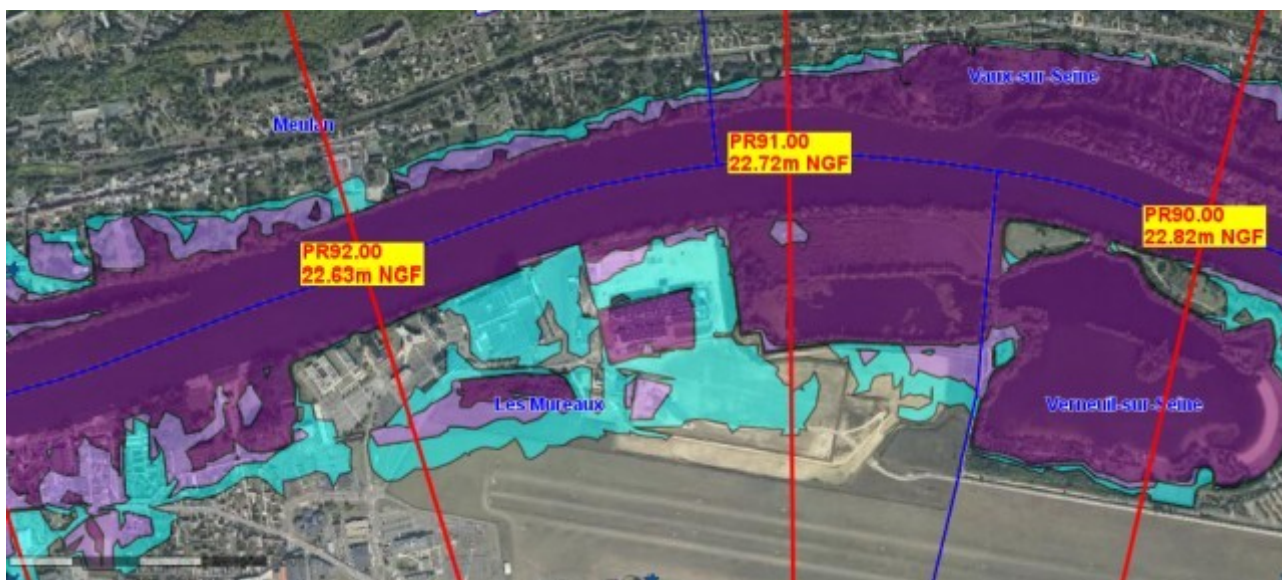 Vaux-sur-Seine
Meulan
PR91.00
22.72m NGF
PR90.00
22.82m NGF
PR92.00
22.63m NGF
Les Mureaux
Verneuil-sur-Seine